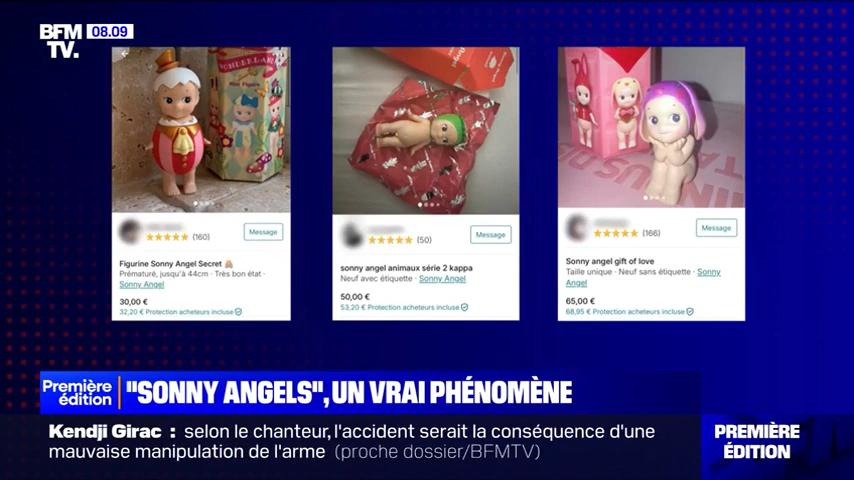 BFM
TV.
08.09
WONDERLAND
Mini Figure
(160)
Message
Figurine Sonny Angel Secret
Prématuré, jusqu'à 44cm · Très bon état ·
Sonny Angel
30,00 €
32,20 € Protection acheteurs incluse
(50)
Message
sonny angel animaux série 2 kappa
Neuf avec étiquette · Sonny Angel
50,00 €
53,20 € Protection acheteurs incluse
(166)
Message
Sonny angel gift of love
Taille unique · Neuf sans étiquette · Sonny
Angel
65,00 €
68,95 € Protection acheteurs incluse
Première
édition
"SONNY ANGELS", UN VRAI PHÉNOMÈNE
Kendji Girac : selon le chanteur, l'accident serait la conséquence d'une
mauvaise manipulation de l'arme (proche dossier/BFMTV)
PREMIÈRE
ÉDITION